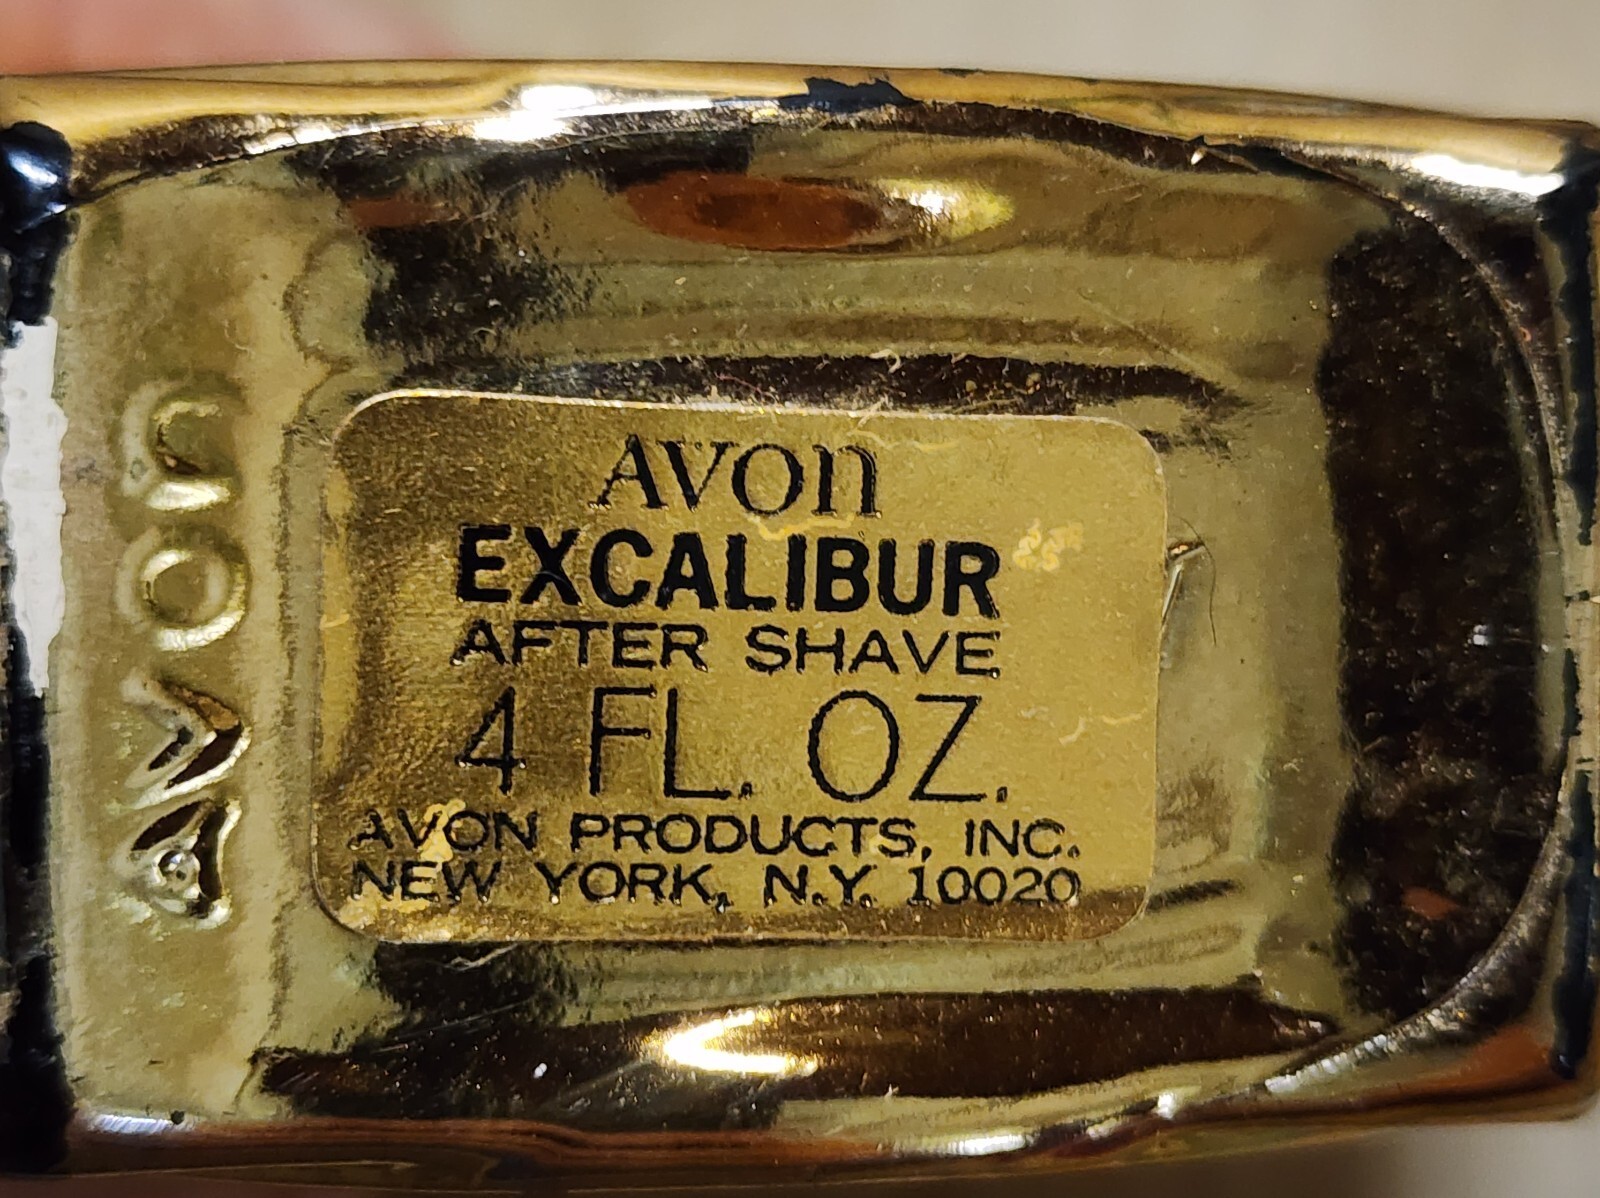 Avon
Avon
EXCALIBUR
AFTER SHAVE
4 FL. OZ.
AVON PRODUCTS, INC.
NEW YORK, N.Y. 10020